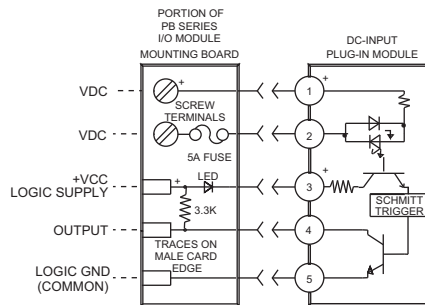 PORTION OF
PB SERIES
I/O MODULE
MOUNTING BOARD
DC-INPUT
PLUG-IN MODULE
VDC
+
1
+
SCREW
TERMINALS
VDC
2
5A FUSE
+VCC
LOGIC SUPPLY
+
LED
3
+
3.3K
SCHMITT
TRIGGER
OUTPUT
4
TRACES ON
MALE CARD
EDGE
LOGIC GND
(COMMON)
5